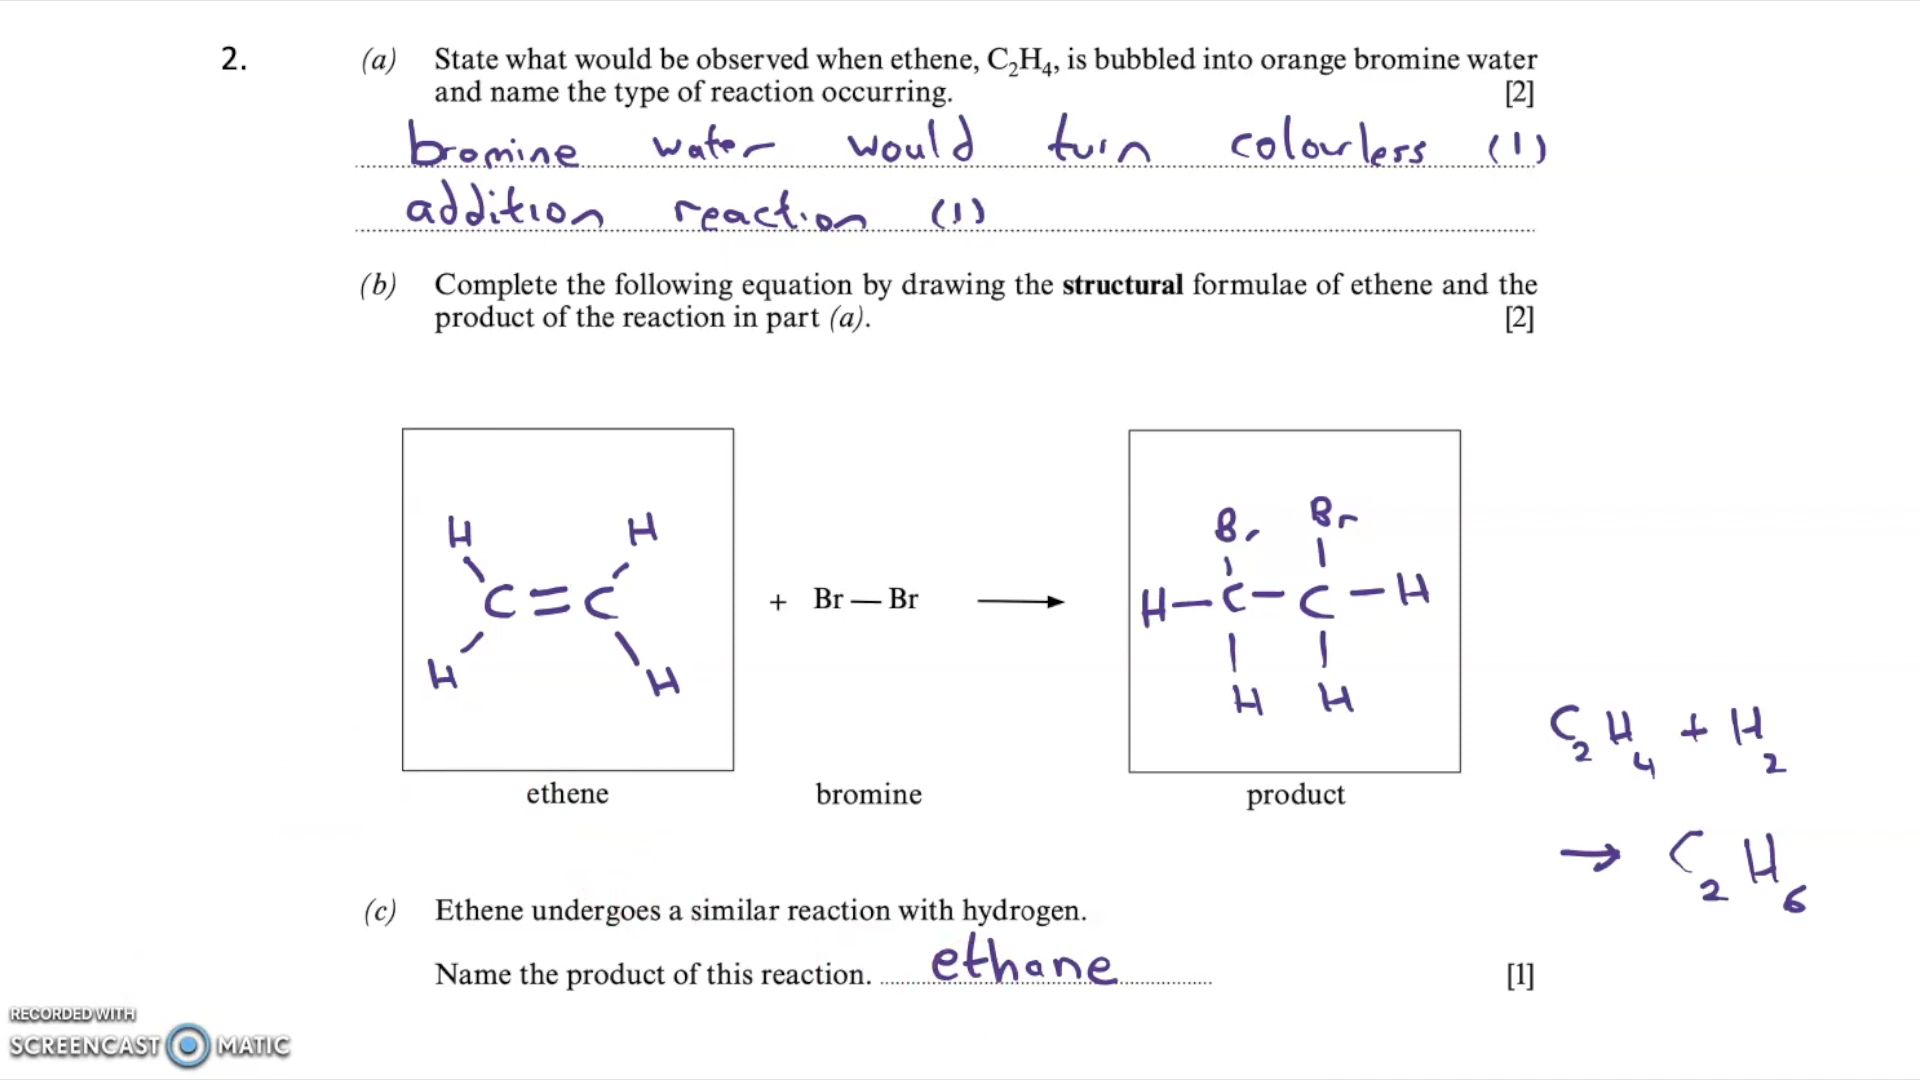 2. (a) State what would be observed when ethene, C₂H₄, is bubbled into orange bromine water
and name the type of reaction occurring. [2]
bromine water would turn colourless (1)
addition reaction (1)
(b) Complete the following equation by drawing the structural formulae of ethene and the
product of the reaction in part (a). [2]
H H
C=C
H H
+ Br—Br →
Br Br
H—C—C—H
H H
ethene bromine product
C₂H₄ + H₂
→ C₂H₆
(c) Ethene undergoes a similar reaction with hydrogen.
Name the product of this reaction. ethane [1]
RECORDED WITH
SCREENCAST MATIC